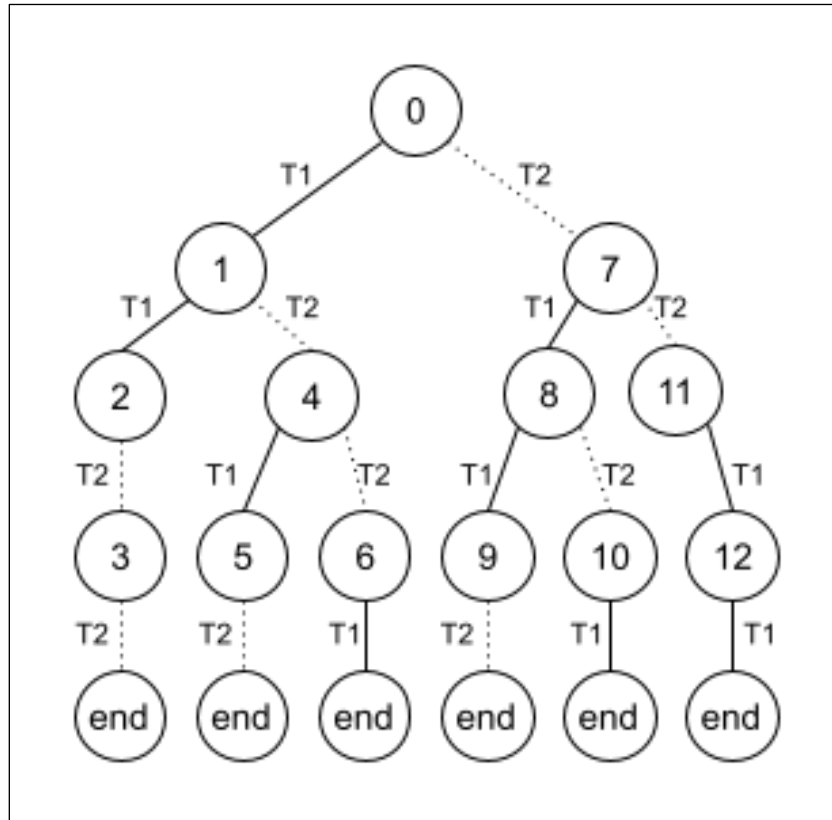 0
T1 T2
1 7
T1 T2 T1 T2
2 4 8 11
T2 T1 T2 T1 T2 T1
3 5 6 9 10 12
T2 T2 T1 T2 T1 T1
end end end end end end